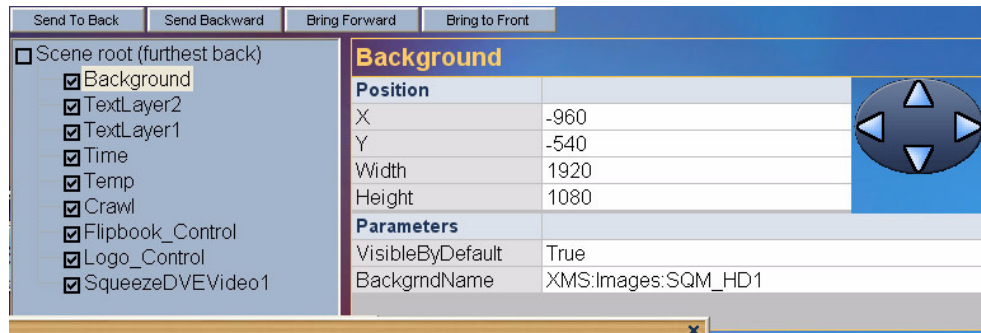 Send To Back Send Backward Bring Forward Bring to Front
Scene root (furthest back)
Background
TextLayer2
TextLayer1
Time
Temp
Crawl
Flipbook_Control
Logo_Control
SqueezeDVEVideo1
Background
Position
X -960
Y -540
Width 1920
Height 1080
Parameters
VisibleByDefault True
BackgrndName XMS:Images:SQM_HD1